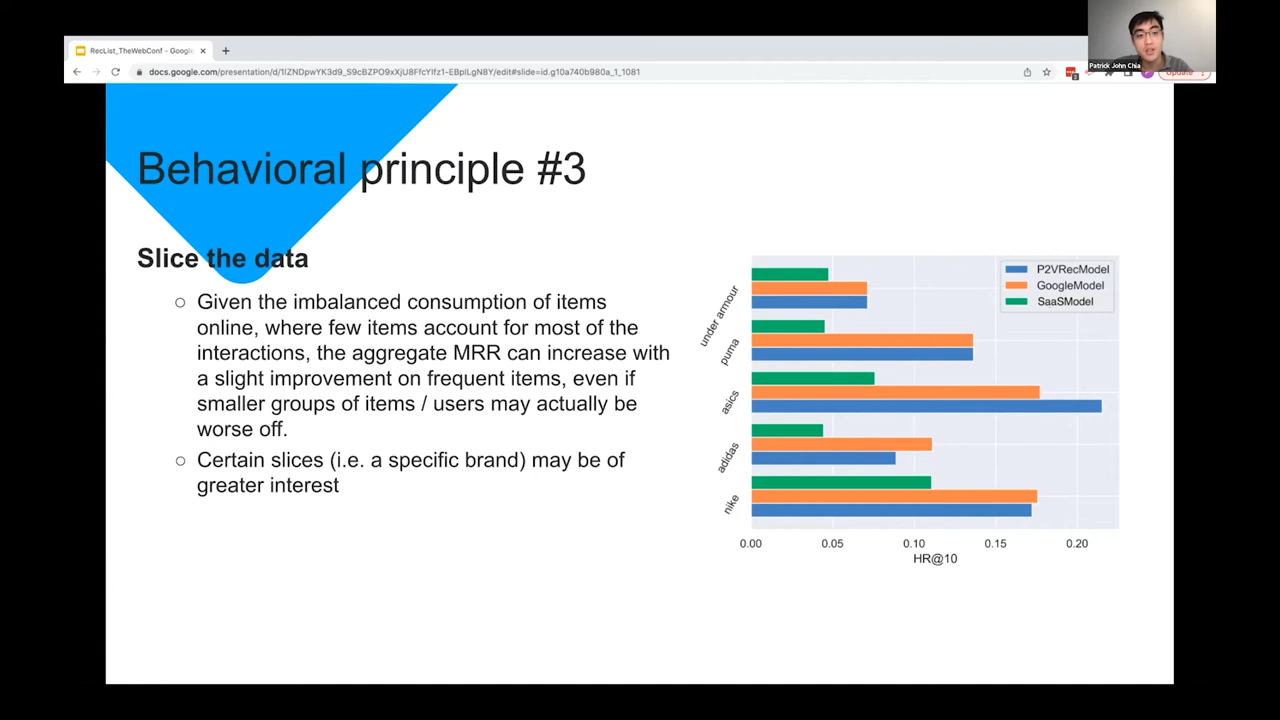 RecList_TheWebConf - Google
docs.google.com/presentation/d/1IZNDpwYK3d9_S9cBZPO9xXjU8FfcYIfz1-EBpILgN8Y/edit#slide=id.g10a740b980a_1_1081
Update
Patrick John Chia
Behavioral principle #3
Slice the data
Given the imbalanced consumption of items
online, where few items account for most of the
interactions, the aggregate MRR can increase with
a slight improvement on frequent items, even if
smaller groups of items / users may actually be
worse off.
Certain slices (i.e. a specific brand) may be of
greater interest
P2VRecModel
GoogleModel
SaaSModel
under armour
puma
asics
adidas
nike
0.00 0.05 0.10 0.15 0.20
HR@10